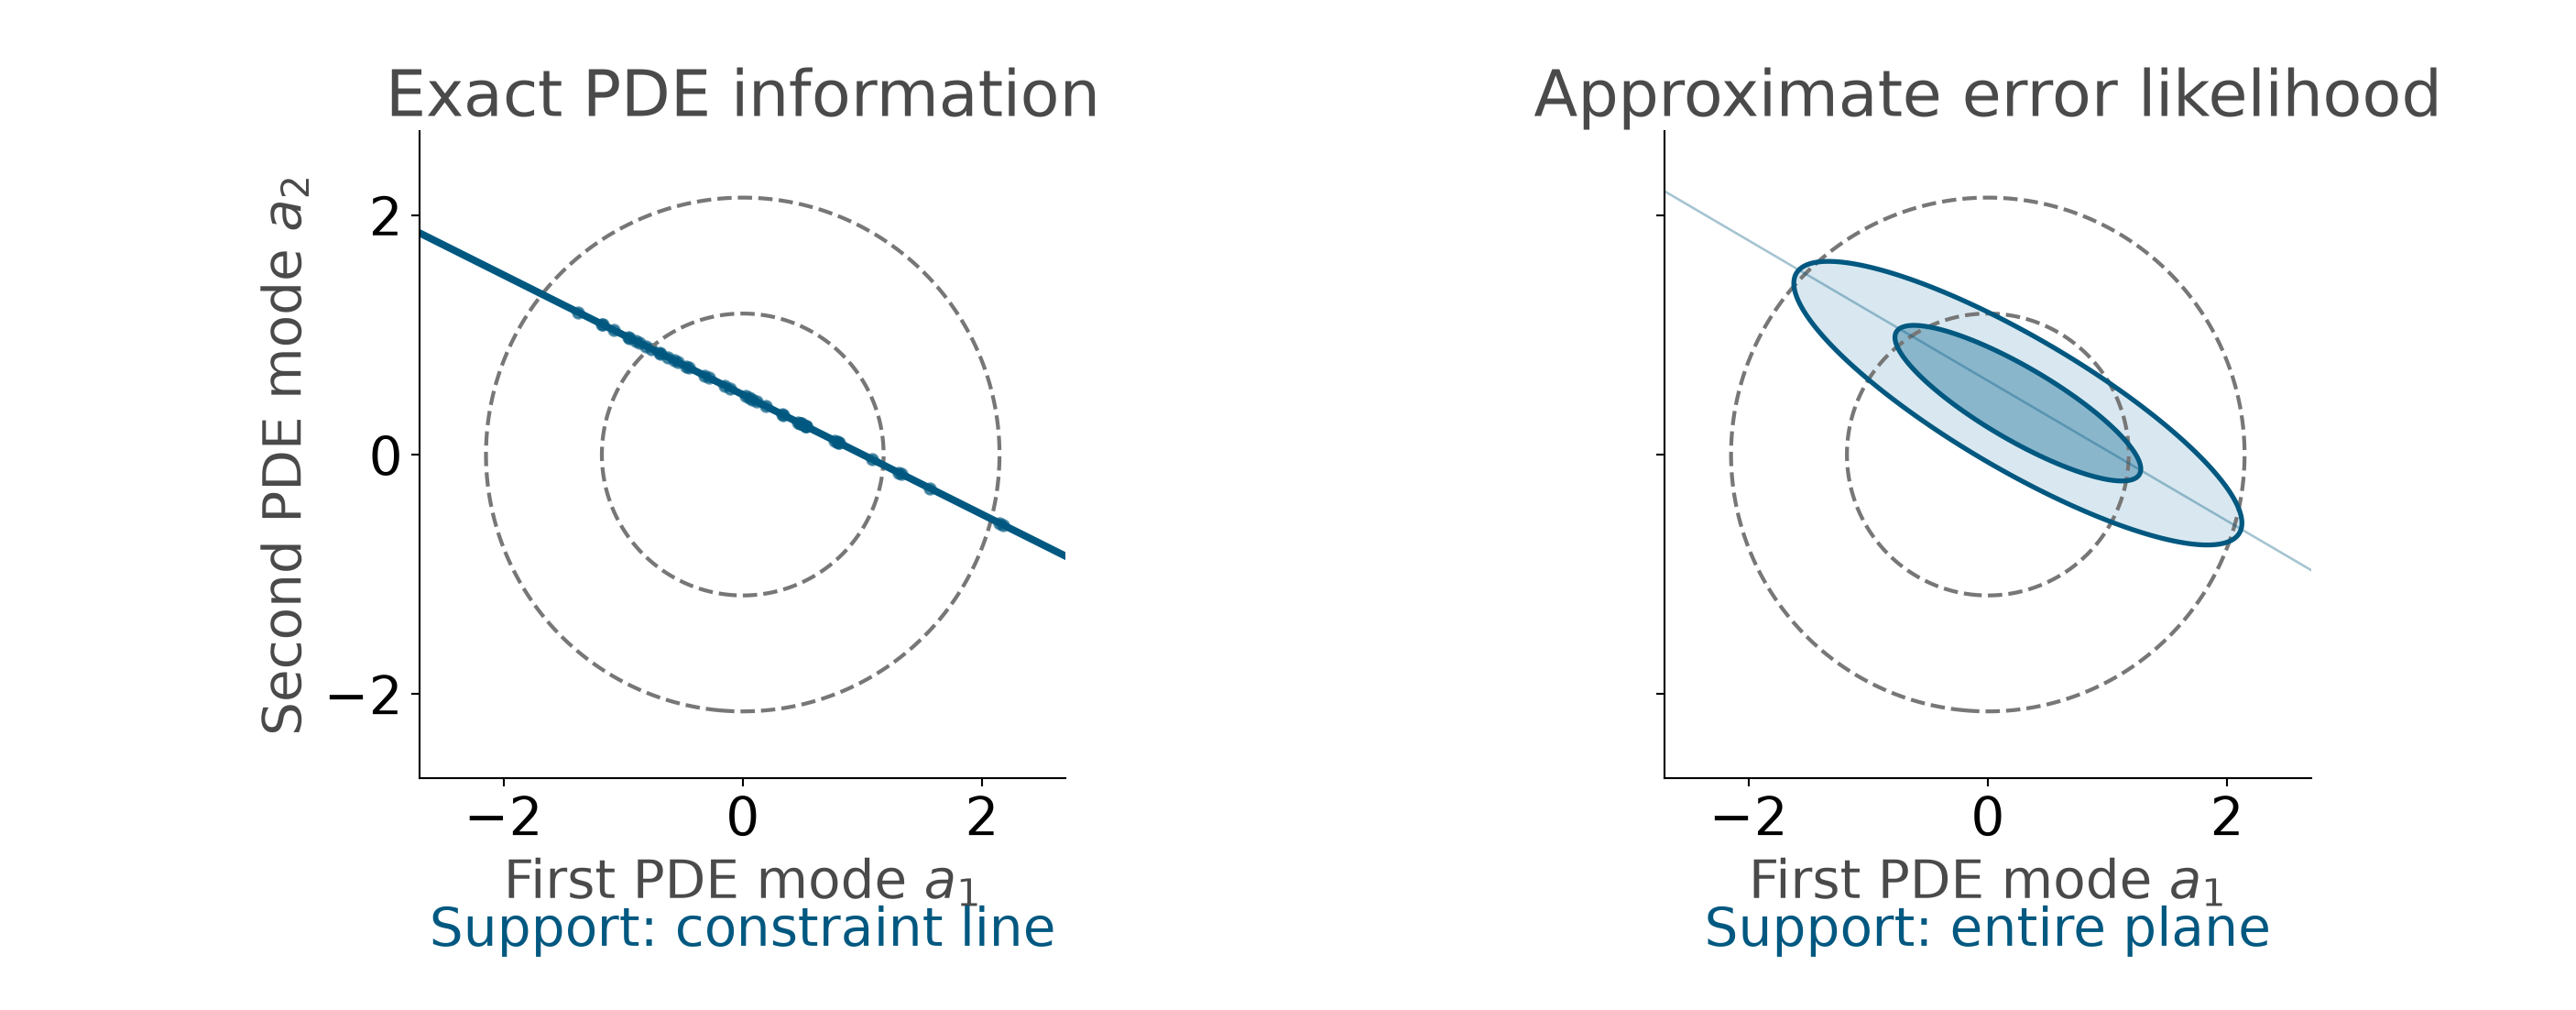 Exact PDE information
Second PDE mode a₂
2
0
−2
−2 0 2
First PDE mode a₁
Support: constraint line
Approximate error likelihood
−2 0 2
First PDE mode a₁
Support: entire plane